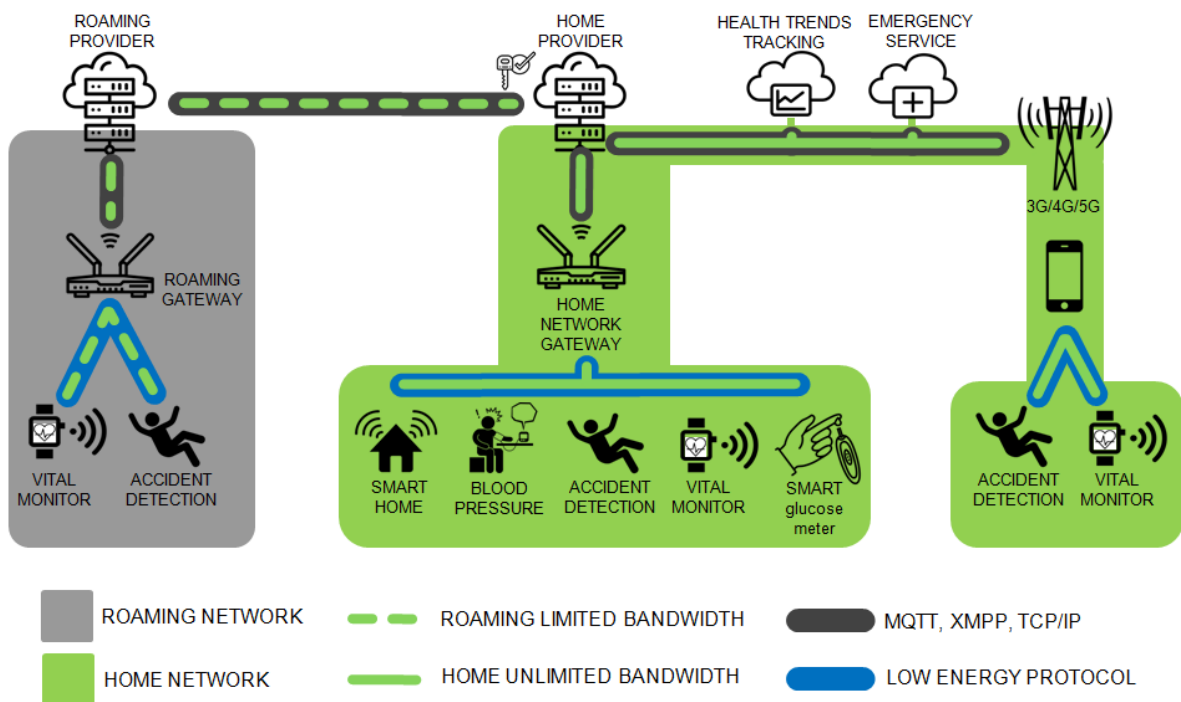 ROAMING
PROVIDER
HOME
PROVIDER
HEALTH TRENDS
TRACKING
EMERGENCY
SERVICE
3G/4G/5G
ROAMING
GATEWAY
HOME
NETWORK
GATEWAY
VITAL
MONITOR
ACCIDENT
DETECTION
SMART
HOME
BLOOD
PRESSURE
ACCIDENT
DETECTION
VITAL
MONITOR
SMART
glucose
meter
ACCIDENT
DETECTION
VITAL
MONITOR
ROAMING NETWORK
ROAMING LIMITED BANDWIDTH
MQTT, XMPP, TCP/IP
HOME NETWORK
HOME UNLIMITED BANDWIDTH
LOW ENERGY PROTOCOL